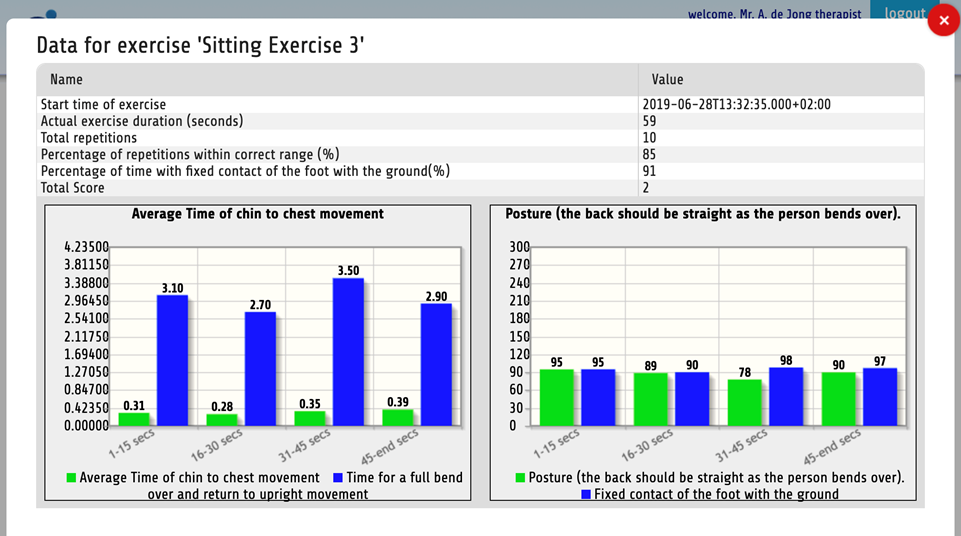 welcome, Mr. A. de Jong therapist logout
Data for exercise 'Sitting Exercise 3'
Name Value
Start time of exercise 2019-06-28T13:32:35.000+02:00
Actual exercise duration (seconds) 59
Total repetitions 10
Percentage of repetitions within correct range (%) 85
Percentage of time with fixed contact of the foot with the ground(%) 91
Total Score 2
Average Time of chin to chest movement
4.23500
3.81150
3.38800
2.96450
2.54100
2.11750
1.69400
1.27050
0.84700
0.42350
0.00000
0.31 3.10 0.28 2.70 0.35 3.50 0.39 2.90
1-15 secs 16-30 secs 31-45 secs 45-end secs
Average Time of chin to chest movement Time for a full bend
over and return to upright movement
Posture (the back should be straight as the person bends over).
300
270
240
210
180
150
120
90
60
30
0
95 95 89 90 78 98 90 97
1-15 secs 16-30 secs 31-45 secs 45-end secs
Posture (the back should be straight as the person bends over).
Fixed contact of the foot with the ground